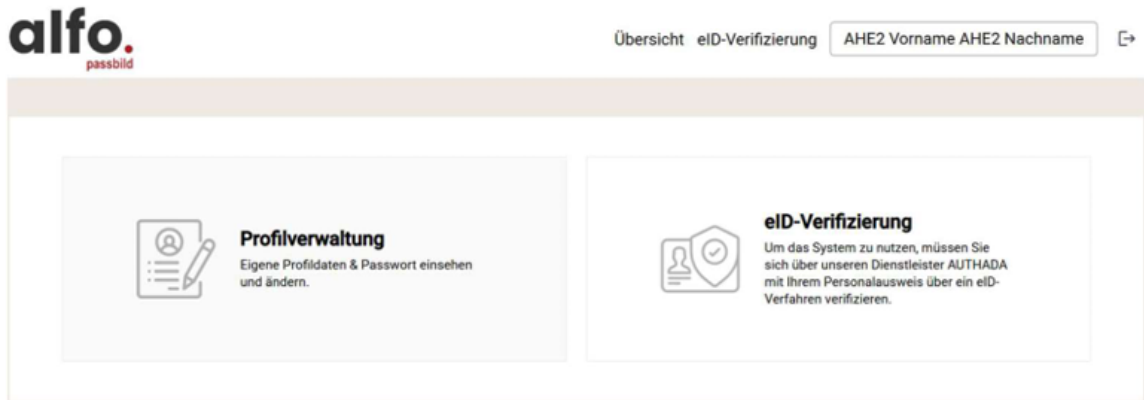 alfo.
passbild
Übersicht eID-Verifizierung AHE2 Vorname AHE2 Nachname
Profilverwaltung
Eigene Profildaten & Passwort einsehen
und ändern.
eID-Verifizierung
Um das System zu nutzen, müssen Sie
sich über unseren Dienstleister AUTHADA
mit Ihrem Personalausweis über ein eID-
Verfahren verifizieren.